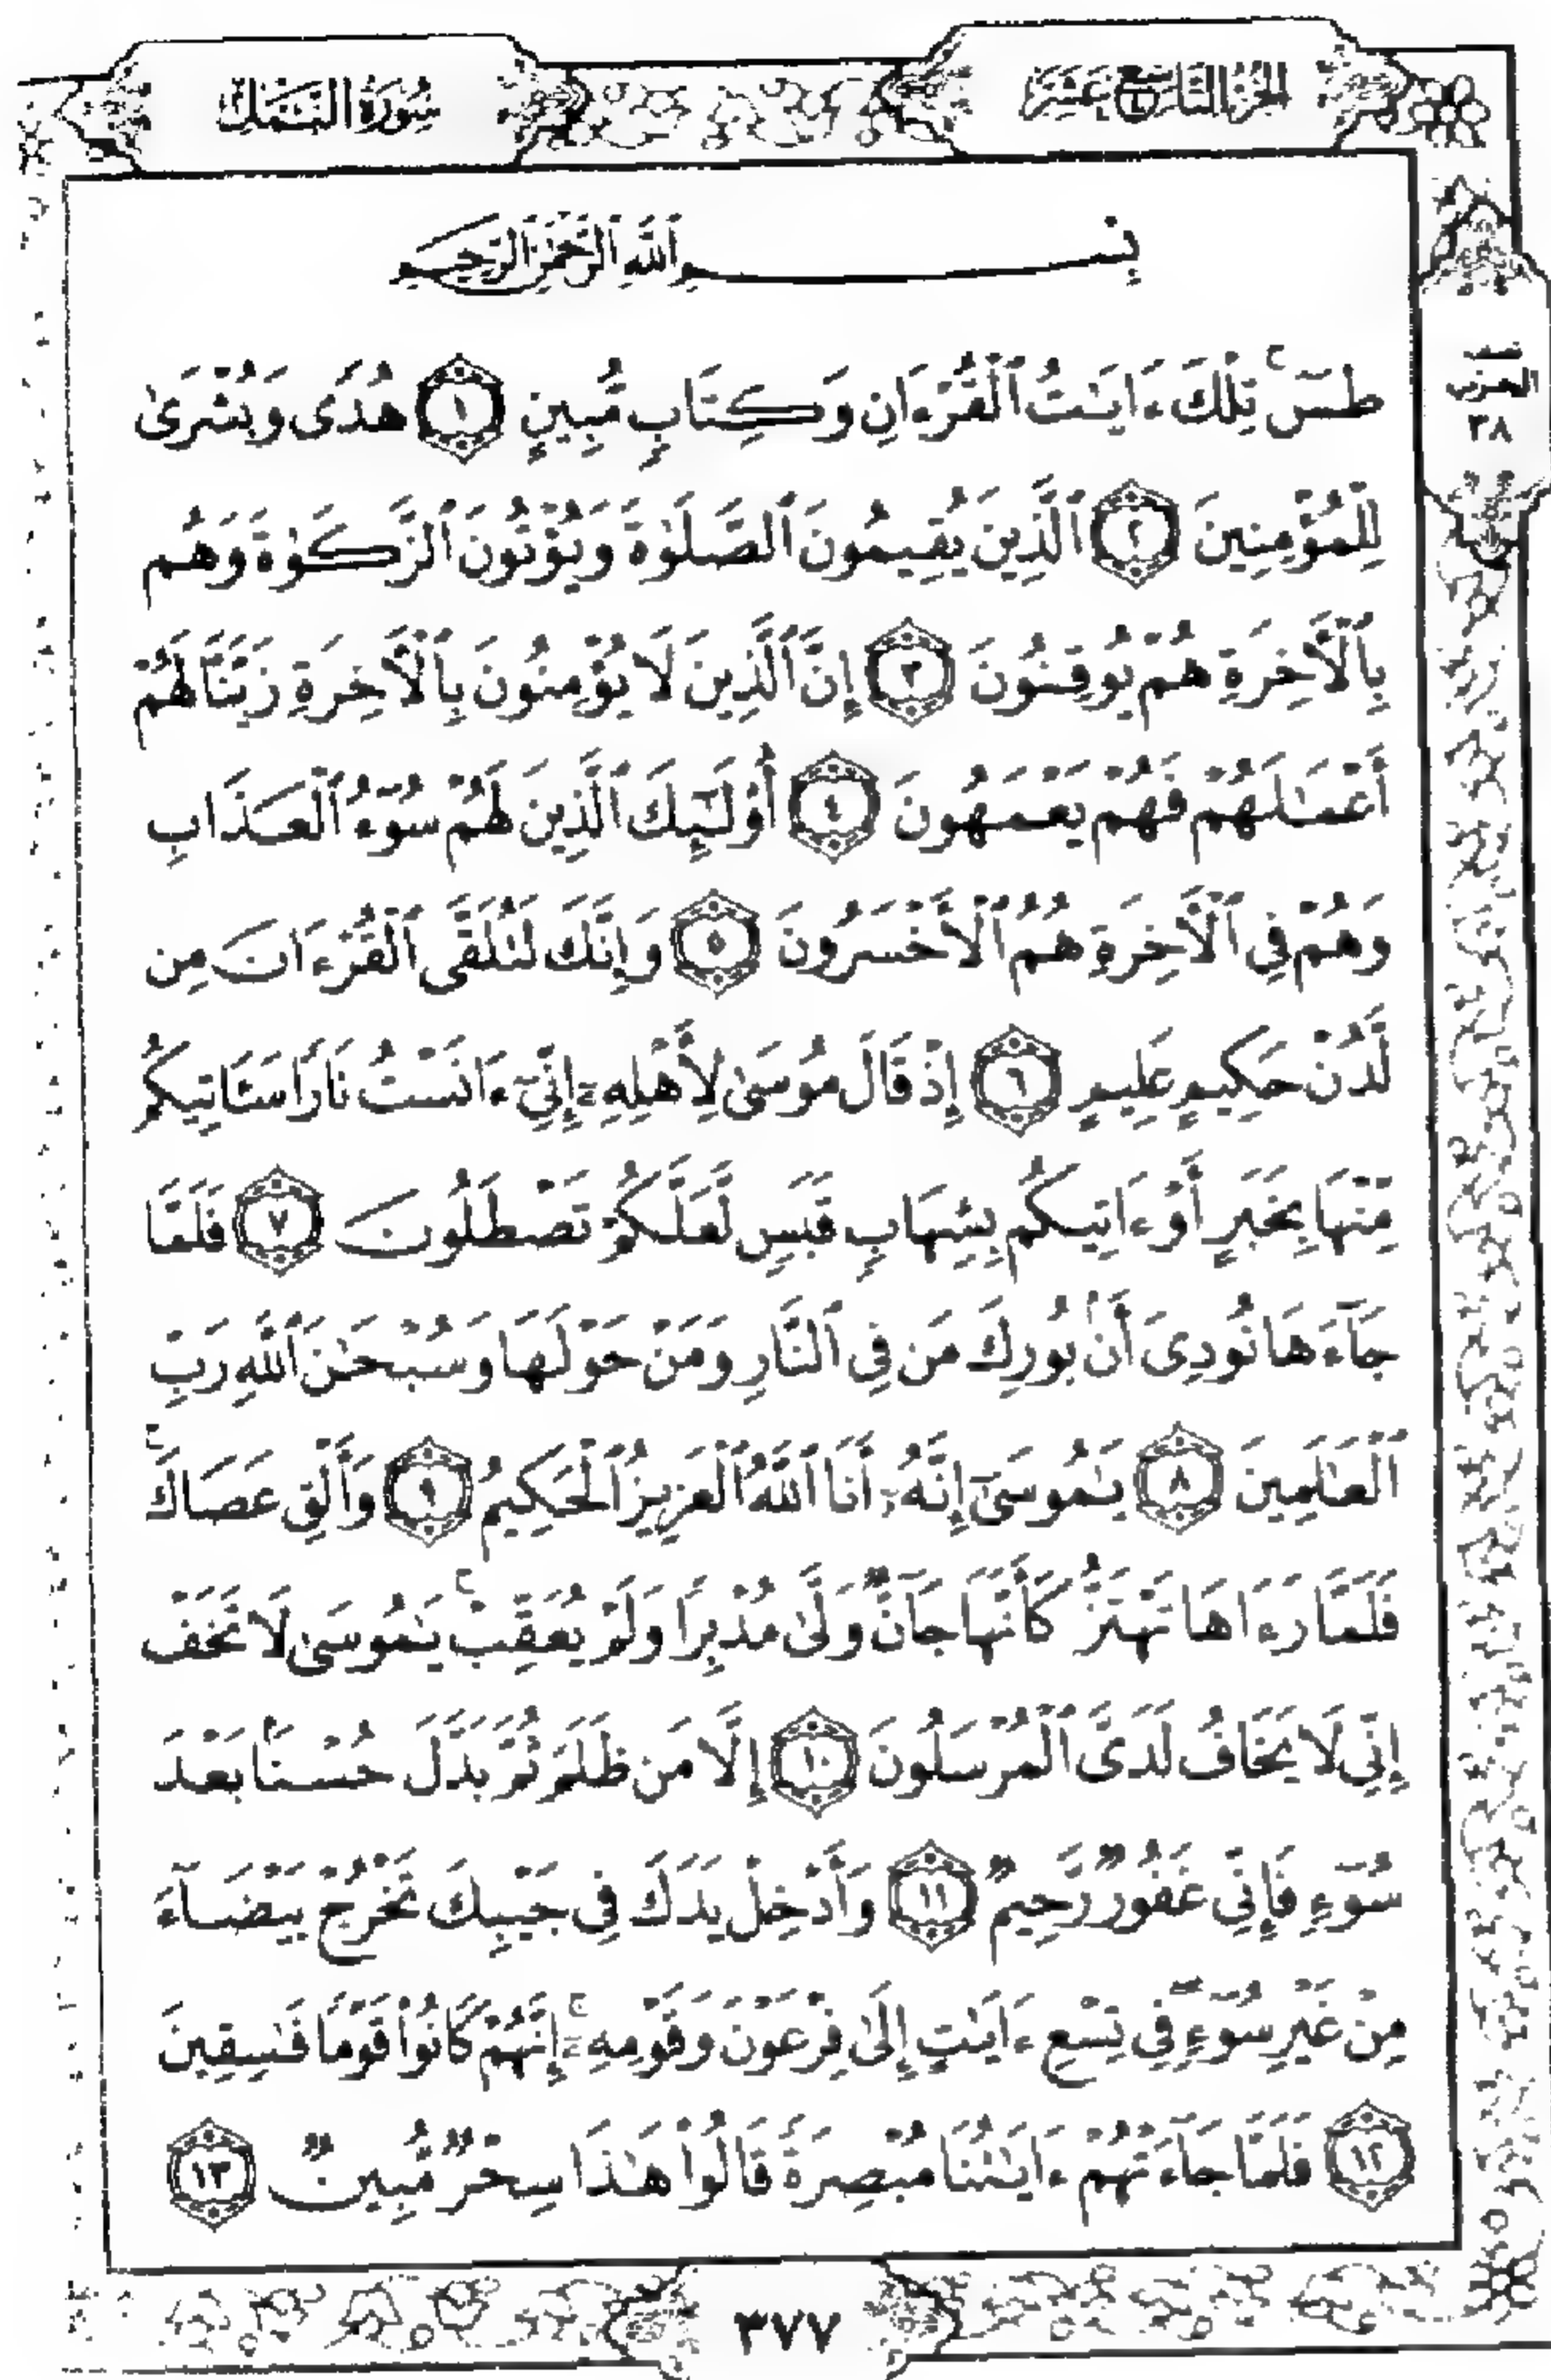 الجزء التاسع عشر
سورة النمل
بِسْمِ ٱللَّهِ ٱلرَّحْمَٰنِ ٱلرَّحِيمِ
نصف
الحزب
٣٨
طسٓ ۚ تِلْكَ ءَايَـٰتُ ٱلْقُرْءَانِ وَكِتَابٍ مُّبِينٍ ١ هُدًى وَبُشْرَىٰ
لِلْمُؤْمِنِينَ ٢ ٱلَّذِينَ يُقِيمُونَ ٱلصَّلَوٰةَ وَيُؤْتُونَ ٱلزَّكَوٰةَ وَهُم
بِٱلْأَخِرَةِ هُمْ يُوقِنُونَ ٣ إِنَّ ٱلَّذِينَ لَا يُؤْمِنُونَ بِٱلْأَخِرَةِ زَيَّنَّا لَهُمْ
أَعْمَـٰلَهُمْ فَهُمْ يَعْمَهُونَ ٤ أُوْلَـٰٓئِكَ ٱلَّذِينَ لَهُمْ سُوٓءُ ٱلْعَذَابِ
وَهُمْ فِى ٱلْأَخِرَةِ هُمُ ٱلْأَخْسَرُونَ ٥ وَإِنَّكَ لَتُلَقَّى ٱلْقُرْءَانَ مِن
لَّدُنْ حَكِيمٍ عَلِيمٍ ٦ إِذْ قَالَ مُوسَىٰ لِأَهْلِهِۦٓ إِنِّىٓ ءَانَسْتُ نَارًا سَـَٔاتِيكُم
مِّنْهَا بِخَبَرٍ أَوْ ءَاتِيكُم بِشِهَابٍ قَبَسٍ لَّعَلَّكُمْ تَصْطَلُونَ ٧ فَلَمَّا
جَآءَهَا نُودِىَ أَنۢ بُورِكَ مَن فِى ٱلنَّارِ وَمَنْ حَوْلَهَا وَسُبْحَـٰنَ ٱللَّهِ رَبِّ
ٱلْعَـٰلَمِينَ ٨ يَـٰمُوسَىٰٓ إِنَّهُۥٓ أَنَا ٱللَّهُ ٱلْعَزِيزُ ٱلْحَكِيمُ ٩ وَأَلْقِ عَصَاكَ ۚ
فَلَمَّا رَءَاهَا تَهْتَزُّ كَأَنَّهَا جَآنٌّ وَلَّىٰ مُدْبِرًا وَلَمْ يُعَقِّبْ ۚ يَـٰمُوسَىٰ لَا تَخَفْ
إِنِّى لَا يَخَافُ لَدَىَّ ٱلْمُرْسَلُونَ ١٠ إِلَّا مَن ظَلَمَ ثُمَّ بَدَّلَ حُسْنًۢا بَعْدَ
سُوٓءٍ فَإِنِّى غَفُورٌ رَّحِيمٌ ١١ وَأَدْخِلْ يَدَكَ فِى جَيْبِكَ تَخْرُجْ بَيْضَآءَ
مِنْ غَيْرِ سُوٓءٍ ۖ فِى تِسْعِ ءَايَـٰتٍ إِلَىٰ فِرْعَوْنَ وَقَوْمِهِۦٓ ۚ إِنَّهُمْ كَانُوا۟ قَوْمًا فَـٰسِقِينَ
١٢ فَلَمَّا جَآءَتْهُمْ ءَايَـٰتُنَا مُبْصِرَةً قَالُوا۟ هَـٰذَا سِحْرٌ مُّبِينٌ ١٣
٣٧٧